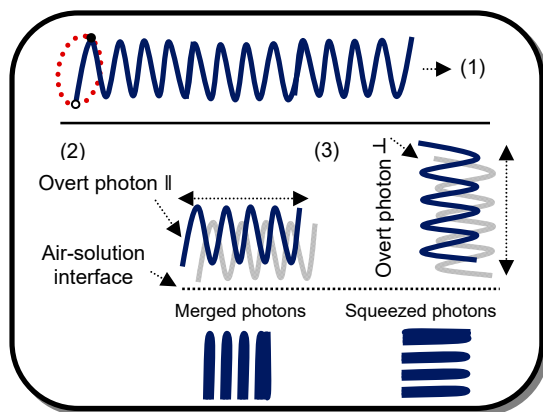 (1)
(2)
(3)
Overt photon ǁ
Overt photon ⊥
Air-solution
interface
Merged photons
Squeezed photons